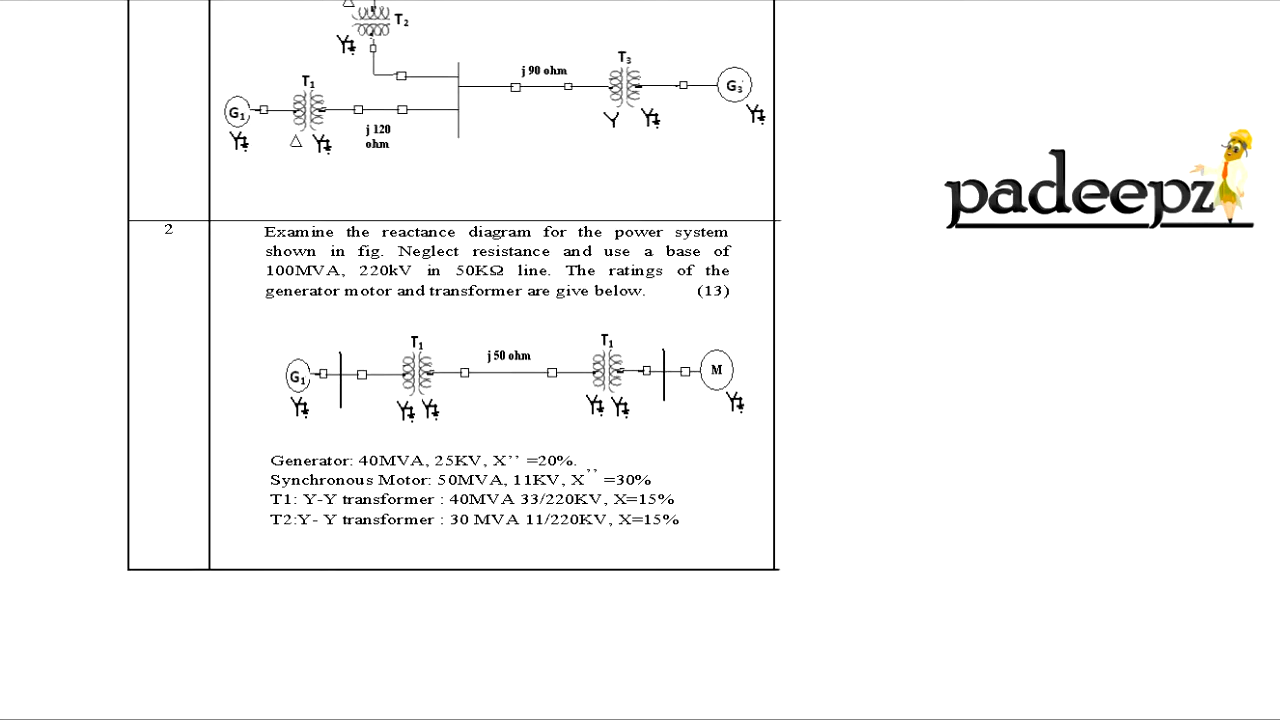 T2
T1
G1
j 120
ohm
j 90 ohm
T3
G3
Y
padeepz
2
Examine the reactance diagram for the power system
shown in fig. Neglect resistance and use a base of
100MVA, 220kV in 50KΩ line. The ratings of the
generator motor and transformer are give below. (13)
T1
j 50 ohm
T1
G1
M
Generator: 40MVA, 25KV, X’’ =20%.
Synchronous Motor: 50MVA, 11KV, X’’ =30%
T1: Y-Y transformer : 40MVA 33/220KV, X=15%
T2:Y- Y transformer : 30 MVA 11/220KV, X=15%